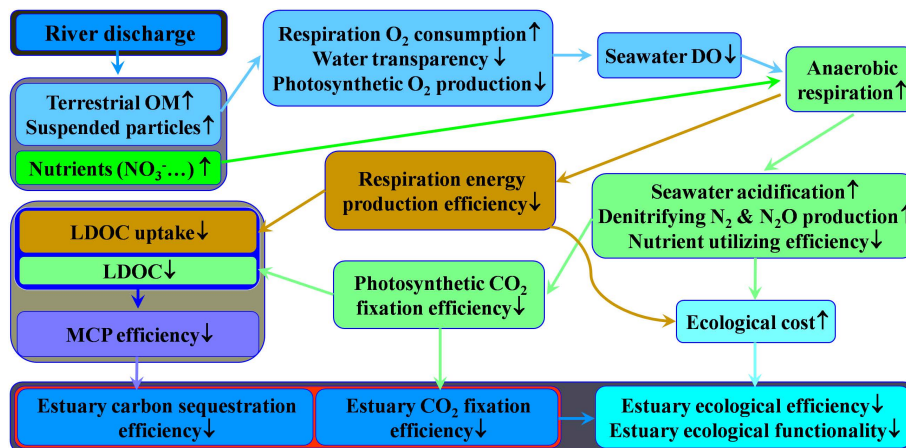 River discharge
Respiration O₂ consumption↑
Water transparency↓
Photosynthetic O₂ production↓
Seawater DO↓
Anaerobic
respiration↑
Terrestrial OM↑
Suspended particles↑
Nutrients (NO₃⁻…)↑
Respiration energy
production efficiency↓
Seawater acidification↑
Denitrifying N₂ & N₂O production↑
Nutrient utilizing efficiency↓
LDOC uptake↓
LDOC↓
Photosynthetic CO₂
fixation efficiency↓
MCP efficiency↓
Ecological cost↑
Estuary carbon sequestration
efficiency↓
Estuary CO₂ fixation
efficiency↓
Estuary ecological efficiency↓
Estuary ecological functionality↓